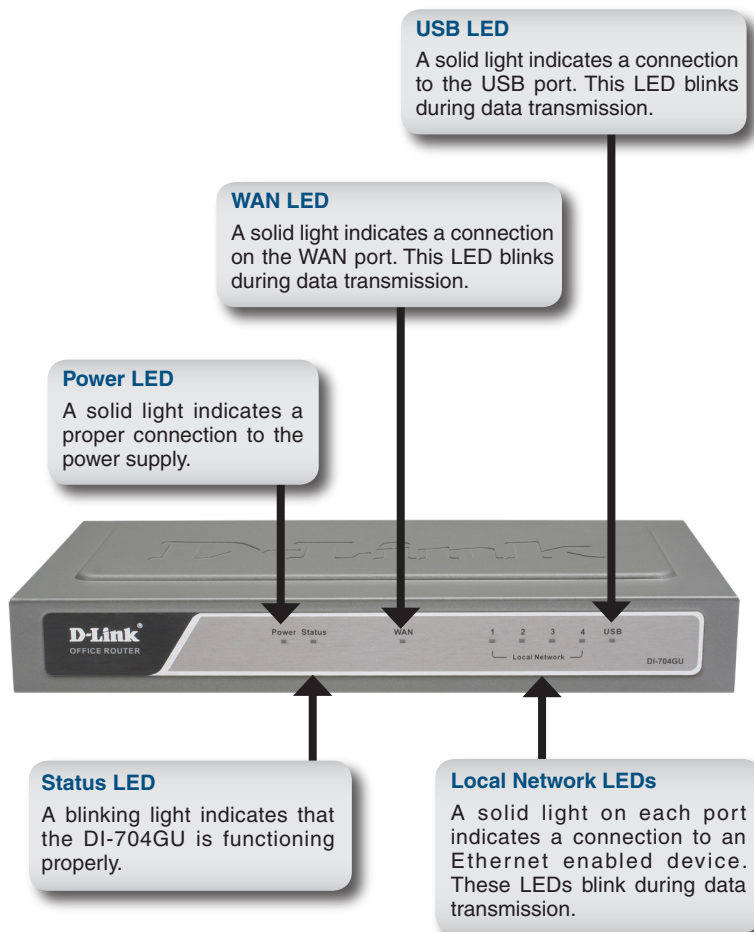 USB LED
A solid light indicates a connection
to the USB port. This LED blinks
during data transmission.
WAN LED
A solid light indicates a connection
on the WAN port. This LED blinks
during data transmission.
Power LED
A solid light indicates a
proper connection to the
power supply.
D-Link
D-Link®
OFFICE ROUTER
Power Status
WAN
1 2 3 4 USB
Local Network
DI-704GU
Status LED
A blinking light indicates that
the DI-704GU is functioning
properly.
Local Network LEDs
A solid light on each port
indicates a connection to an
Ethernet enabled device.
These LEDs blink during data
transmission.